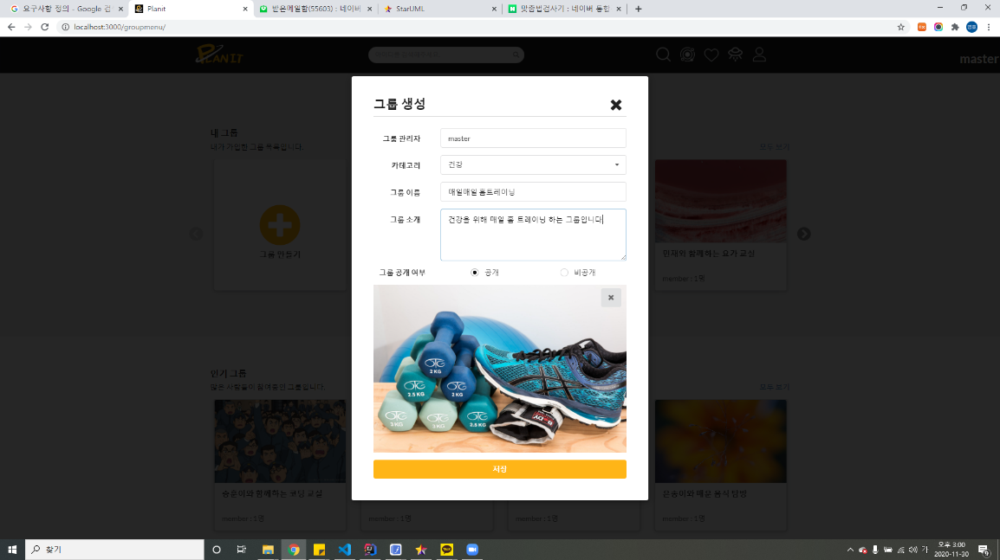 요구사항 정의 - Google 검
Planit
받은메일함(55603) : 네이버
StarUML
맞춤법검사기 : 네이버 통합
localhost:3000/groupmenu/
PLANIT
master
그룹 생성
그룹 관리자 master
카테고리 건강
그룹 이름 매일매일 홈트레이닝
그룹 소개 건강을 위해 매일 홈 트레이닝 하는 그룹입니다
그룹 공개 여부 공개 비공개
2 KG
2.5 KG 2 KG
3 KG 3 KG 2.5 KG
BODY
저장
내 그룹
내가 가입한 그룹 목록입니다.
모두 보기
그룹 만들기
민재와 함께하는 요가 교실
member : 1명
인기 그룹
많은 사람들이 참여중인 그룹입니다.
모두 보기
승훈이와 함께하는 코딩 교실
member : 1명
member : 1명
member : 1명
member : 1명
찾기
가
오후 3:00
2020-11-30
9